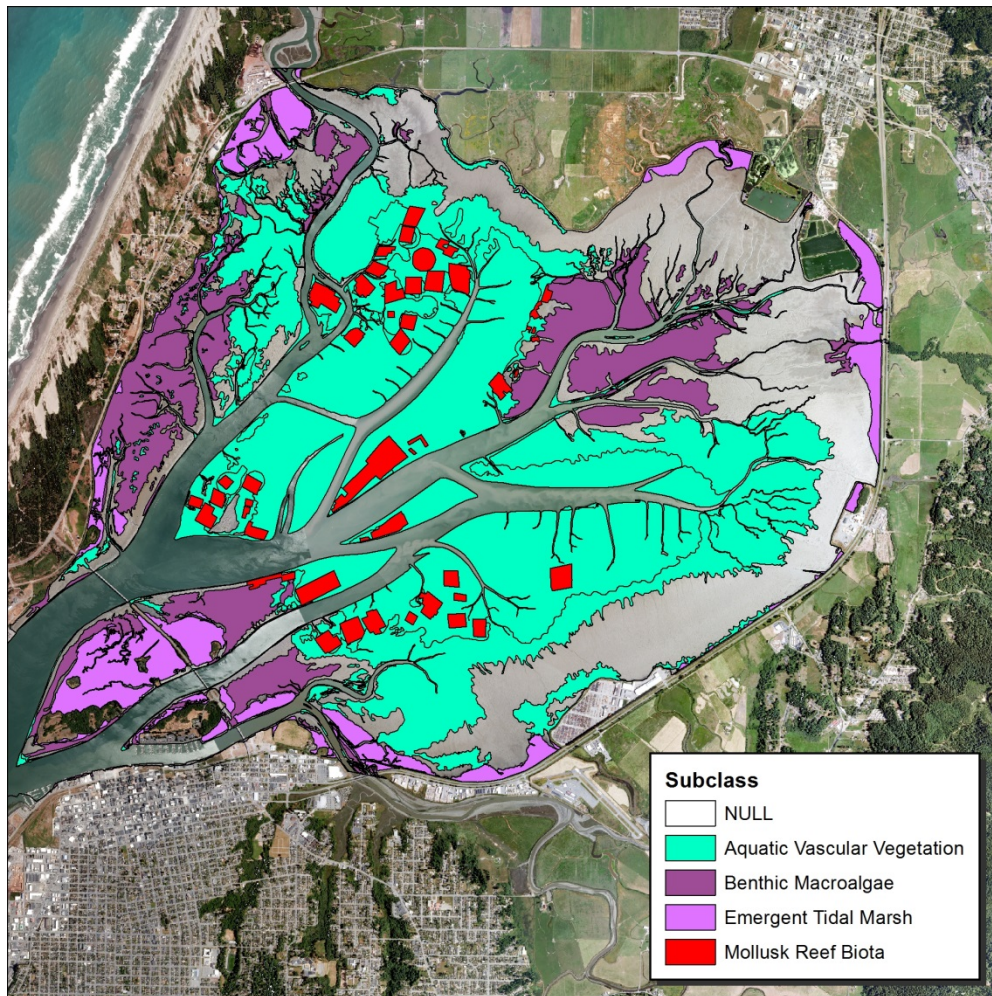 Subclass
NULL
Aquatic Vascular Vegetation
Benthic Macroalgae
Emergent Tidal Marsh
Mollusk Reef Biota